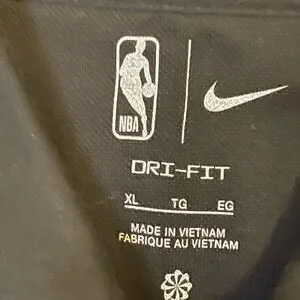 NBA
DRI-FIT
XL TG EG
MADE IN VIETNAM
FABRIQUE AU VIETNAM